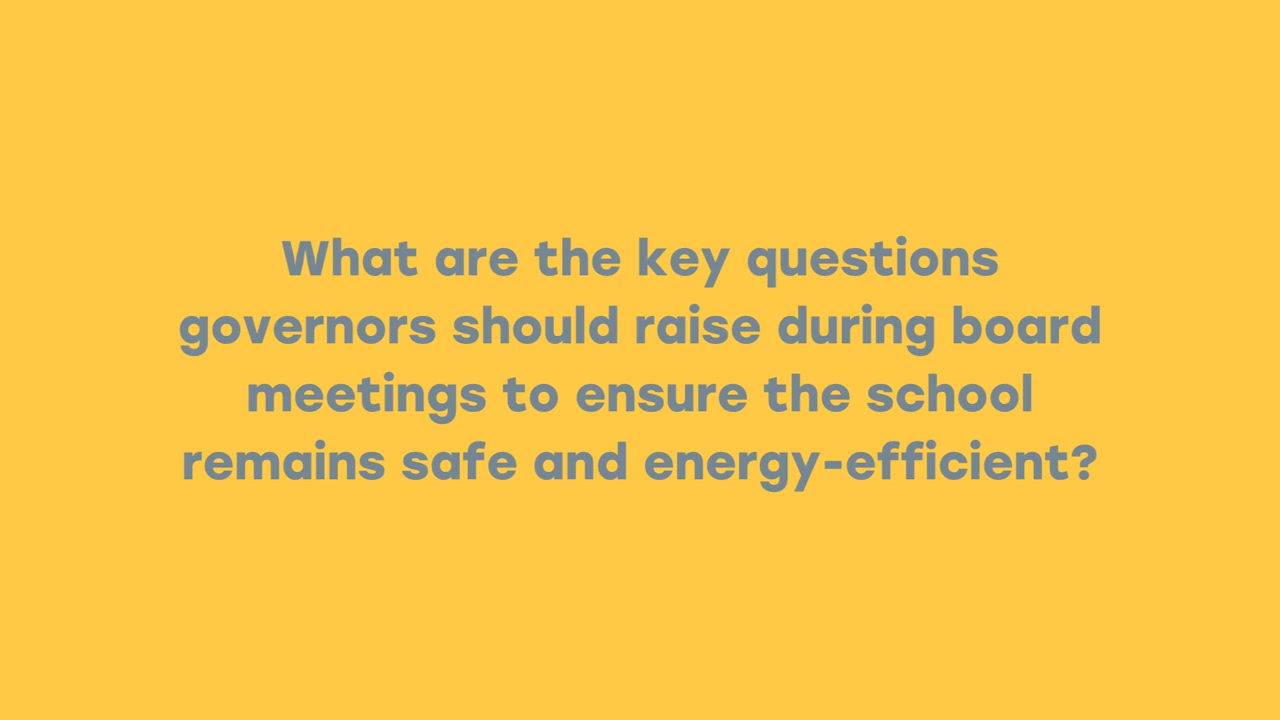 What are the key questions
governors should raise during board
meetings to ensure the school
remains safe and energy-efficient?